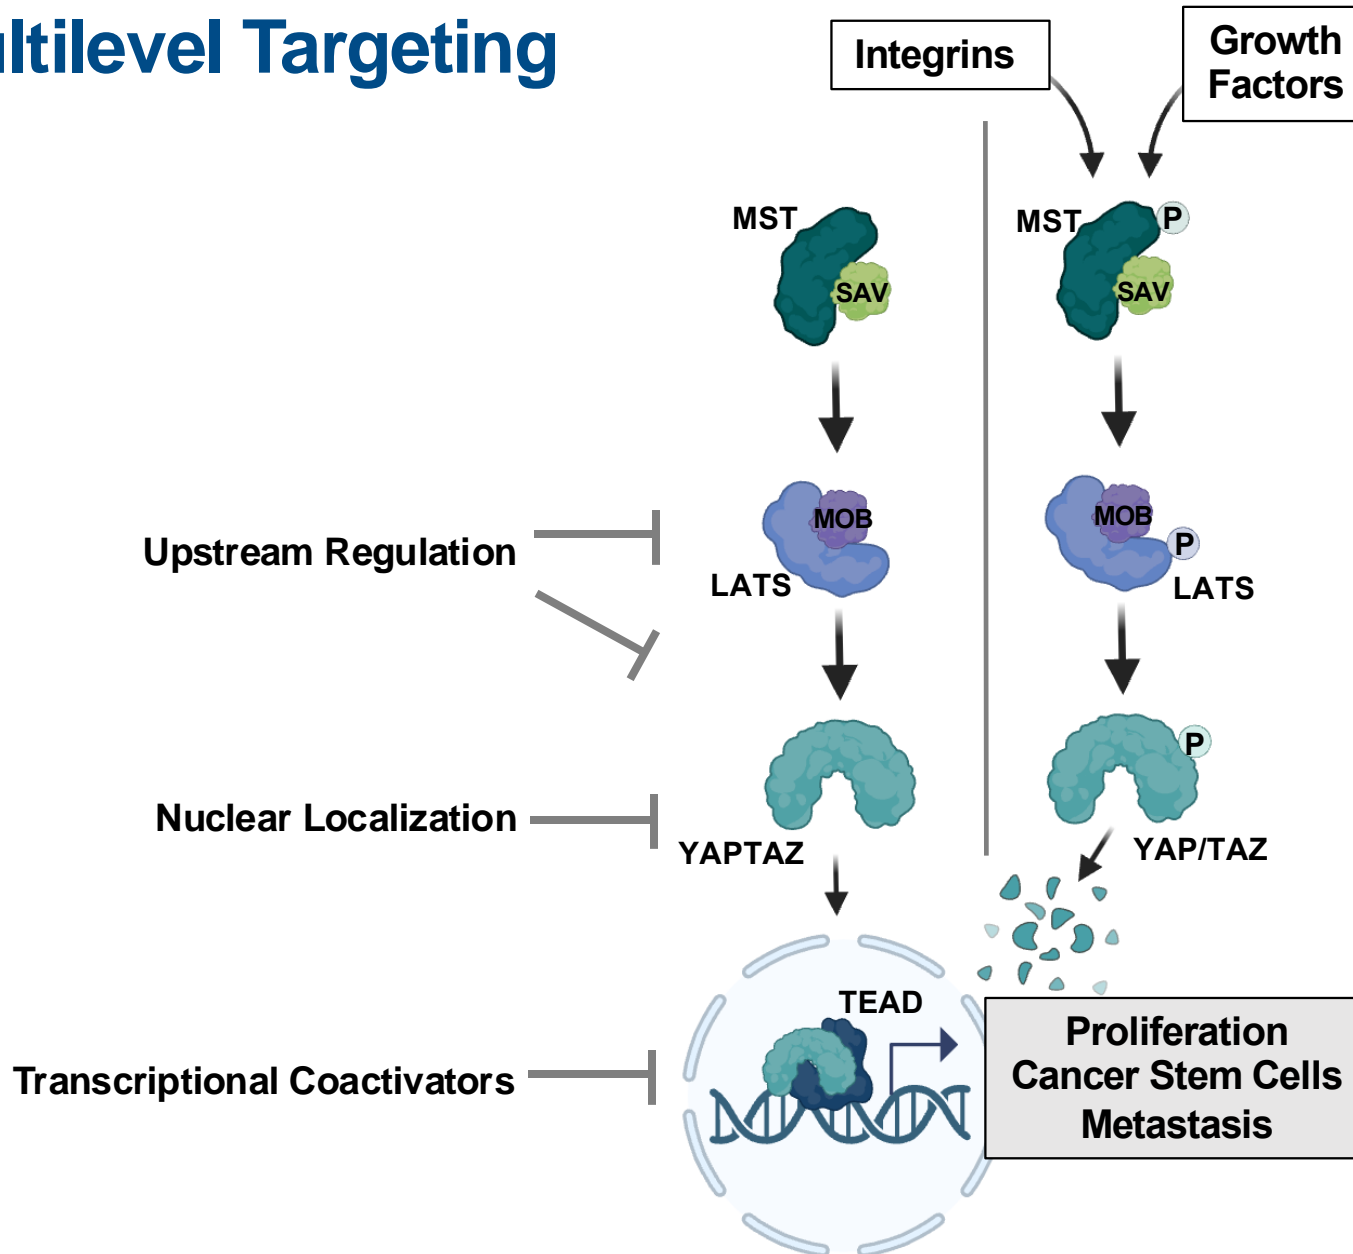 ultilevel Targeting
Integrins
Growth
Factors
MST
SAV
MST
P
SAV
Upstream Regulation
MOB
LATS
MOB
P
LATS
Nuclear Localization
YAPTAZ
P
YAP/TAZ
Transcriptional Coactivators
TEAD
Proliferation
Cancer Stem Cells
Metastasis